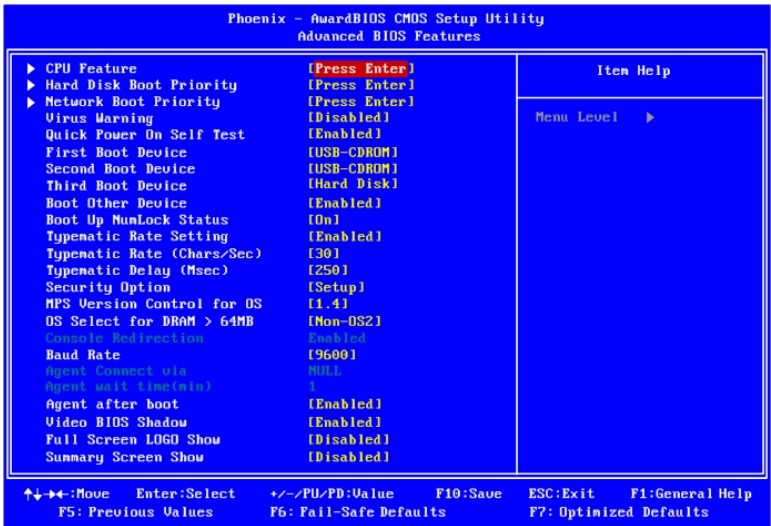 Phoenix - AwardBIOS CMOS Setup Utility
Advanced BIOS Features
CPU Feature [Press Enter]
Hard Disk Boot Priority [Press Enter]
Network Boot Priority [Press Enter]
Virus Warning [Disabled]
Quick Power On Self Test [Enabled]
First Boot Device [USB-CDROM]
Second Boot Device [USB-CDROM]
Third Boot Device [Hard Disk]
Boot Other Device [Enabled]
Boot Up NumLock Status [On]
Typematic Rate Setting [Enabled]
Typematic Rate (Chars/Sec) [30]
Typematic Delay (Msec) [250]
Security Option [Setup]
MPS Version Control for OS [1.4]
OS Select for DRAM > 64MB [Non-OS2]
Console Redirection Enabled
Baud Rate [9600]
Agent Connect via NULL
Agent wait time(min) 1
Agent after boot [Enabled]
Video BIOS Shadow [Enabled]
Full Screen LOGO Show [Disabled]
Summary Screen Show [Disabled]
Item Help
Menu Level
↑↓→←:Move Enter:Select +/-/PU/PD:Value F10:Save ESC:Exit F1:General Help
F5: Previous Values F6: Fail-Safe Defaults F7: Optimized Defaults